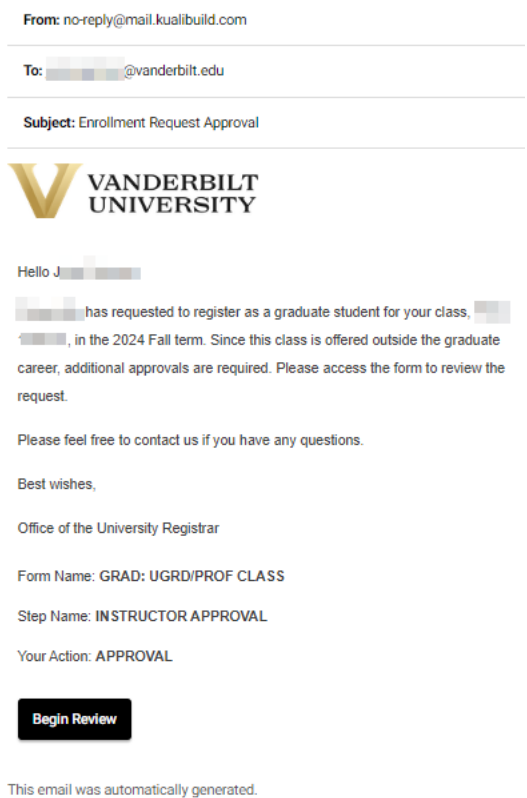 From: no-reply@mail.kualibuild.com
To: @vanderbilt.edu
Subject: Enrollment Request Approval
VANDERBILT
UNIVERSITY
Hello J
has requested to register as a graduate student for your class,
, in the 2024 Fall term. Since this class is offered outside the graduate
career, additional approvals are required. Please access the form to review the
request.
Please feel free to contact us if you have any questions.
Best wishes,
Office of the University Registrar
Form Name: GRAD: UGRD/PROF CLASS
Step Name: INSTRUCTOR APPROVAL
Your Action: APPROVAL
Begin Review
This email was automatically generated.